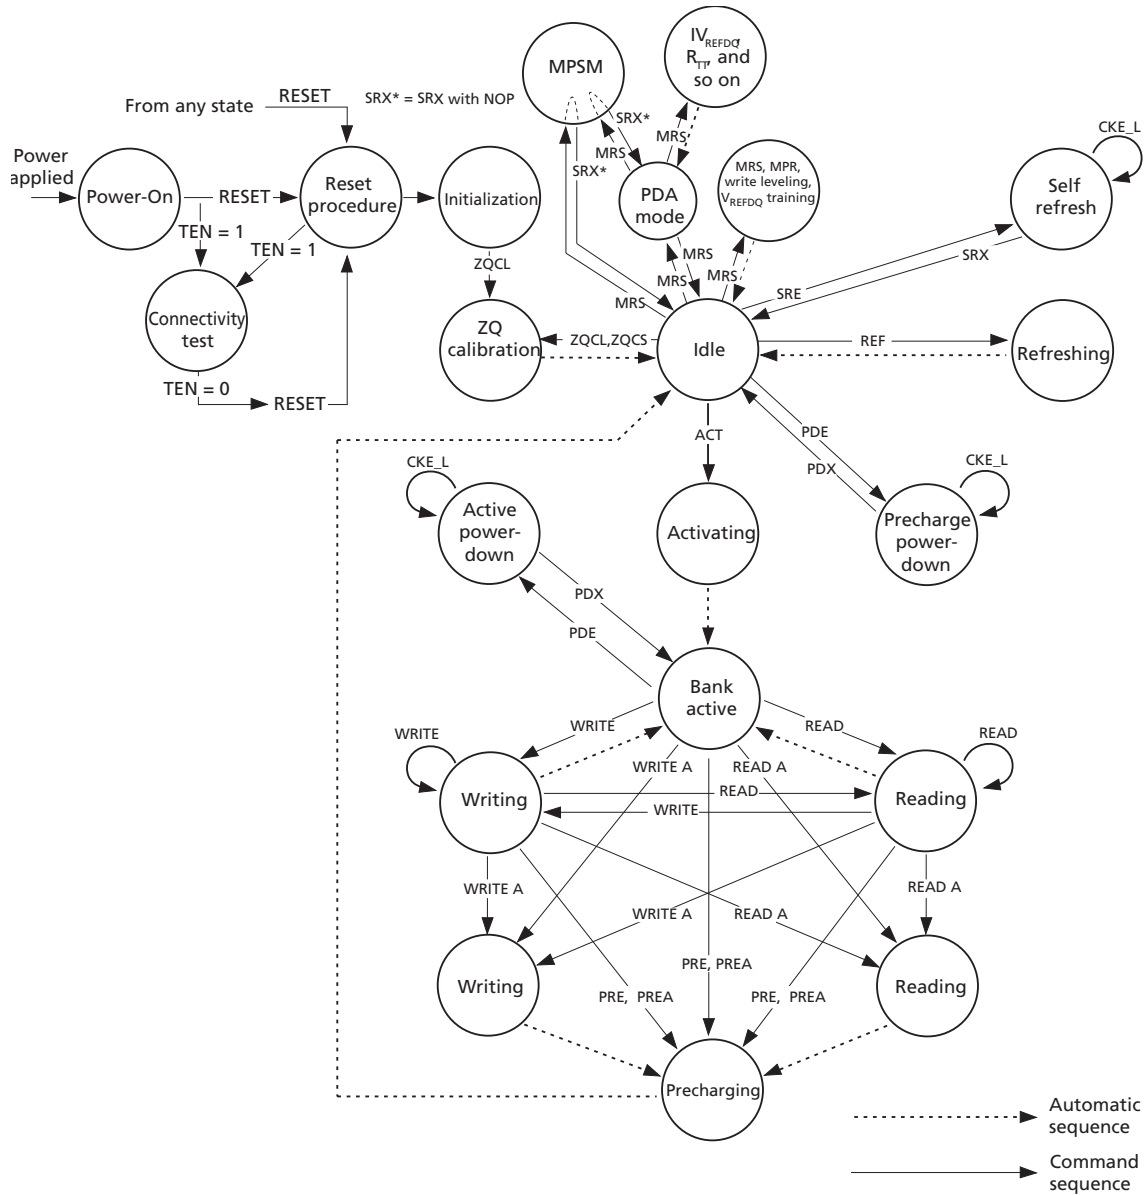 IV REFDQ,
R TT, and
so on
MPSM
From any state
RESET
SRX* = SRX with NOP
SRX*
MRS
MRS
SRX*
CKE_L
Power
applied
Power-On
RESET
Reset
procedure
Initialization
PDA
mode
MRS, MPR,
write leveling,
VREFDQ training
Self
refresh
TEN = 1
TEN = 1
MRS
MRS
MRS
SRX
ZQCL
SRE
MRS
Connectivity
test
ZQ
calibration
ZQCL,ZQCS
Idle
REF
Refreshing
TEN = 0
RESET
ACT
PDE
PDX
CKE_L
CKE_L
Active
power-
down
Activating
Precharge
power-
down
PDX
PDE
Bank
active
WRITE
READ
WRITE
READ
WRITE A
READ A
Writing
READ
WRITE
Reading
WRITE A
READ A
WRITE A
READ A
PRE, PREA
Writing
PRE, PREA
PRE, PREA
Reading
Precharging
Automatic
sequence
Command
sequence